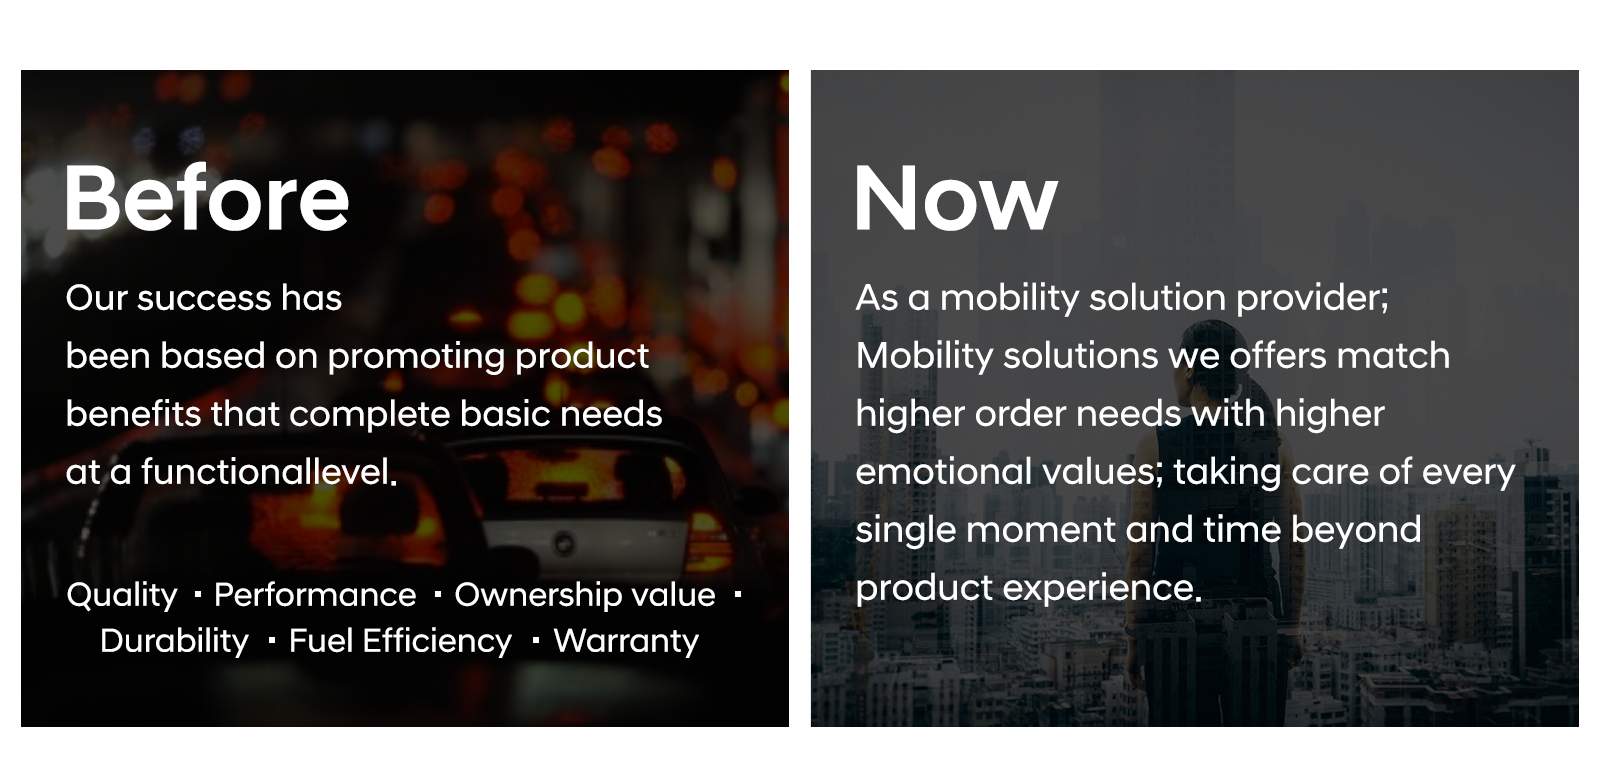 Before
Our success has
been based on promoting product
benefits that complete basic needs
at a functionallevel.
Quality · Performance · Ownership value ·
Durability · Fuel Efficiency · Warranty
Now
As a mobility solution provider;
Mobility solutions we offers match
higher order needs with higher
emotional values; taking care of every
single moment and time beyond
product experience.